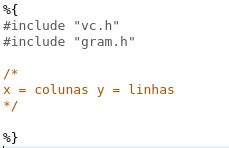 %{
#include "vc.h"
#include "gram.h"

/*
x = colunas y = linhas
*/

%}